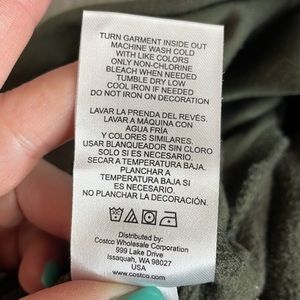 TURN GARMENT INSIDE OUT
MACHINE WASH COLD
WITH LIKE COLORS
ONLY NON-CHLORINE
BLEACH WHEN NEEDED
TUMBLE DRY LOW
COOL IRON IF NEEDED
DO NOT IRON ON DECORATION
LAVAR LA PRENDA DEL REVÉS.
LAVAR A MÁQUINA CON
AGUA FRÍA
Y COLORES SIMILARES.
USAR BLANQUEADOR SIN CLORO
SOLO SI ES NECESARIO.
SECAR A TEMPERATURA BAJA.
PLANCHAR A
TEMPERATURA BAJA SI
ES NECESARIO.
NO PLANCHAR LA DECORACIÓN.
Distributed by:
Costco Wholesale Corporation
999 Lake Drive
Issaquah, WA 98027
USA
www.costco.com